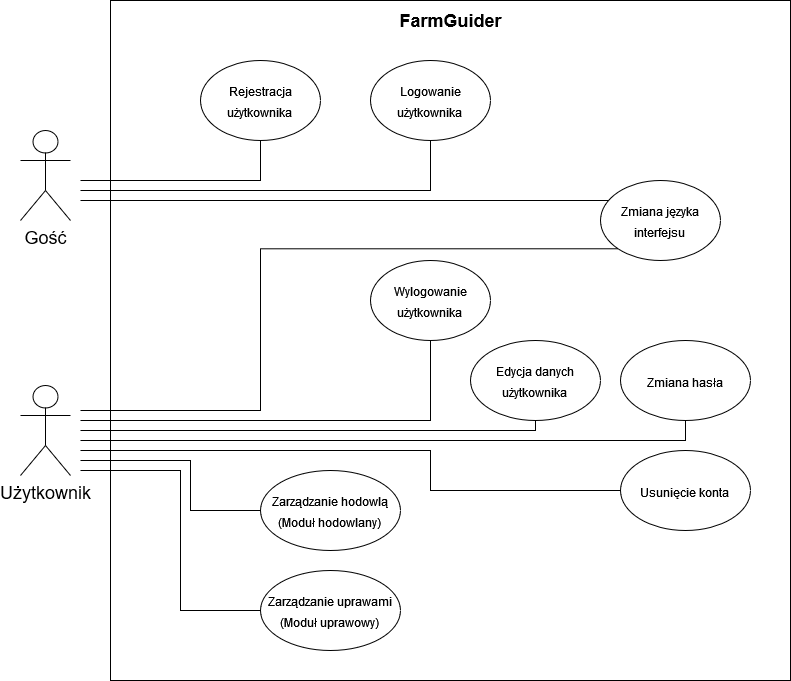 FarmGuider
Rejestracja
użytkownika
Logowanie
użytkownika
Zmiana języka
interfejsu
Gość
Wylogowanie
użytkownika
Edycja danych
użytkownika
Zmiana hasła
Użytkownik
Zarządzanie hodowlą
(Moduł hodowlany)
Usunięcie konta
Zarządzanie uprawami
(Moduł uprawowy)